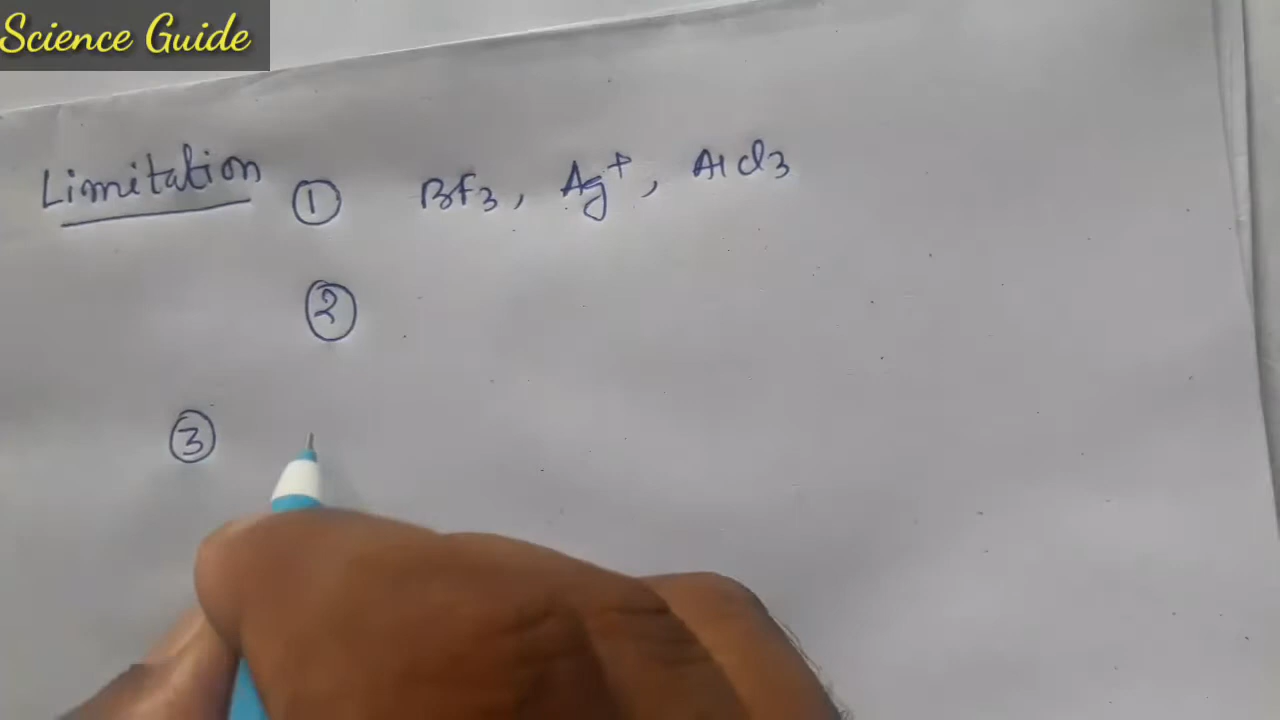 Science Guide
Limitation ① BF3, Ag+, AlCl3
②
③